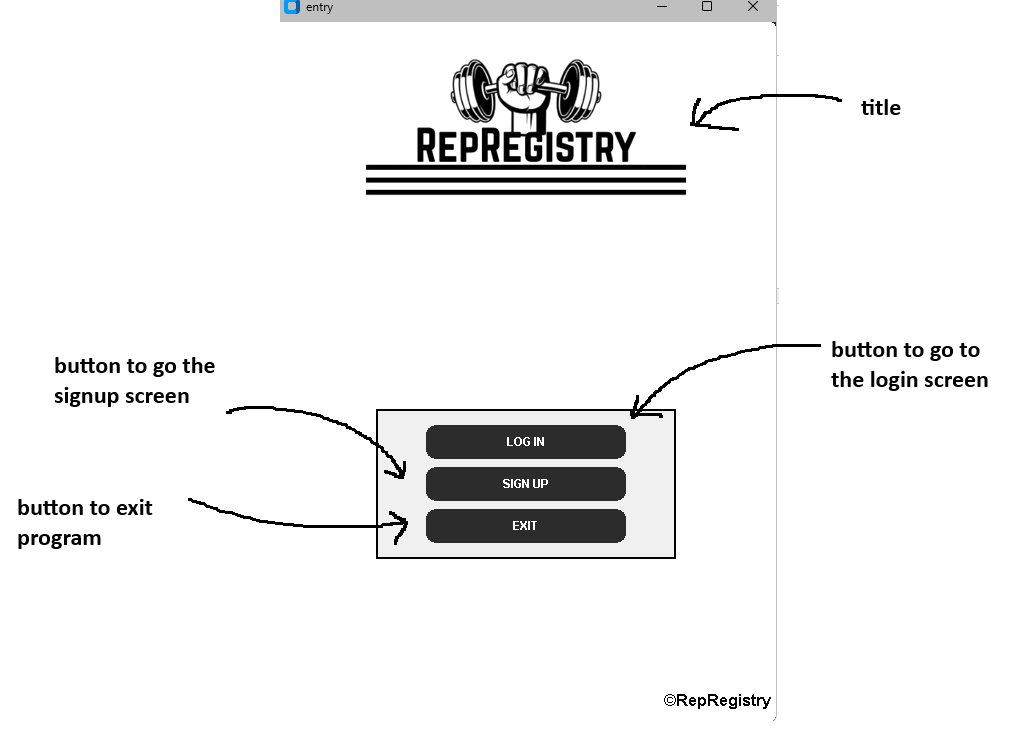 entry
REPREGISTRY
title
button to go the
signup screen
button to go to
the login screen
LOG IN
SIGN UP
EXIT
button to exit
program
©RepRegistry